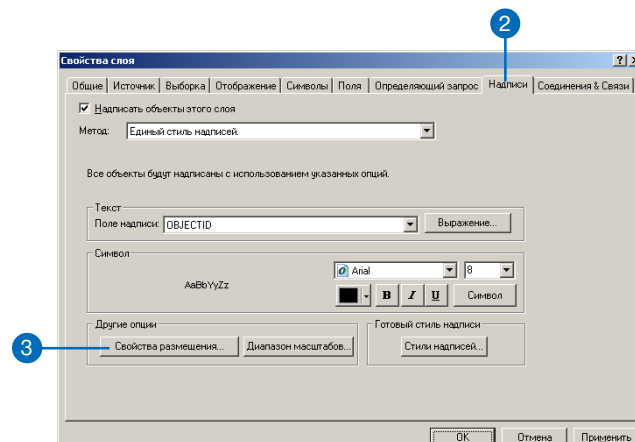 2
Свойства слоя
Общие Источник Выборка Отображение Символы Поля Определяющий запрос Надписи Соединения & Связи
Надписать объекты этого слоя
Метод: Единый стиль надписей.
Все объекты будут надписаны с использованием указанных опций.
Текст
Поле надписи: OBJECTID Выражение...
Символ
AaBbYyZz Arial 8
B I U Символ
Другие опции Готовый стиль надписи
3 Свойства размещения... Диапазон масштабов... Стили надписей...
OK Отмена Применить